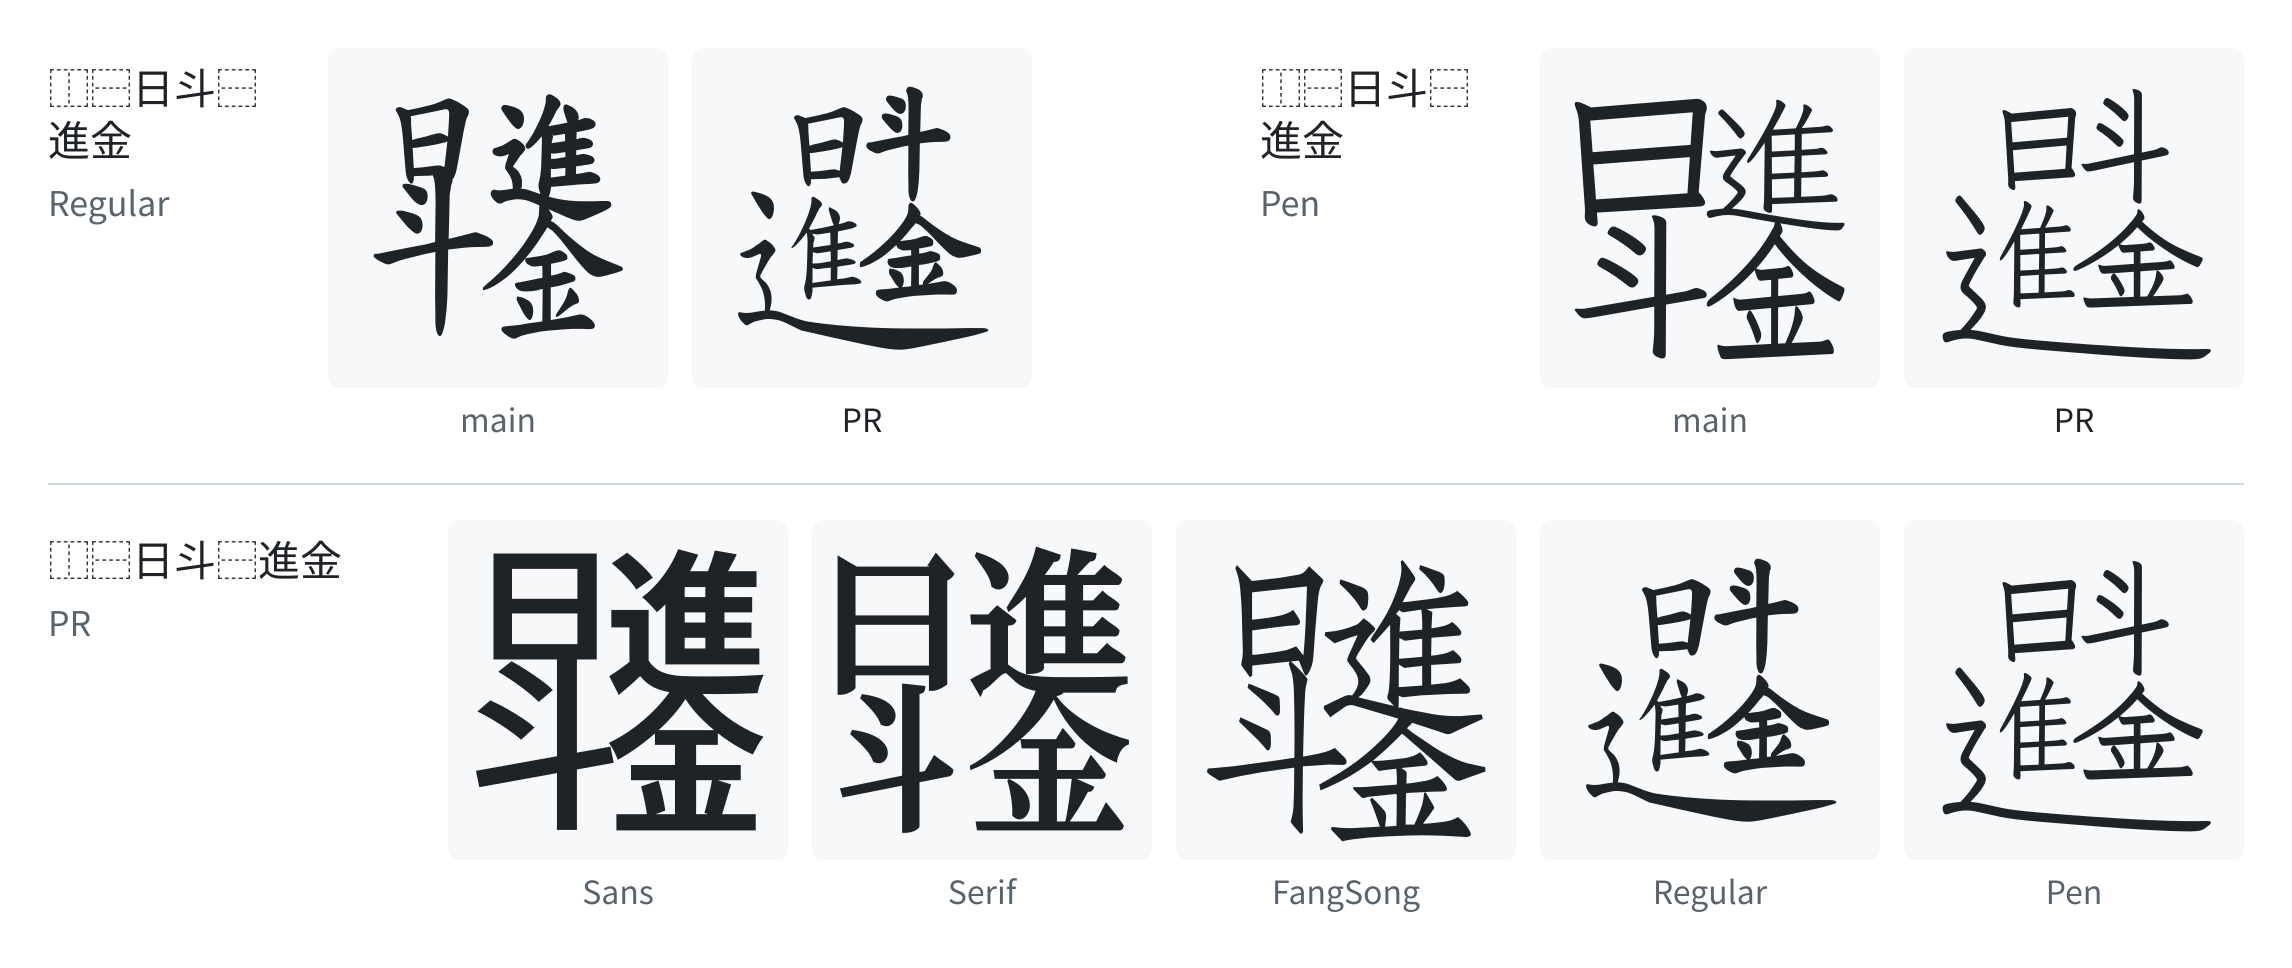 ⿰⿱日斗⿱
進金
Regular
main
PR
⿰⿱日斗⿱
進金
Pen
main
PR
⿰⿱日斗⿱進金
PR
Sans
Serif
FangSong
Regular
Pen